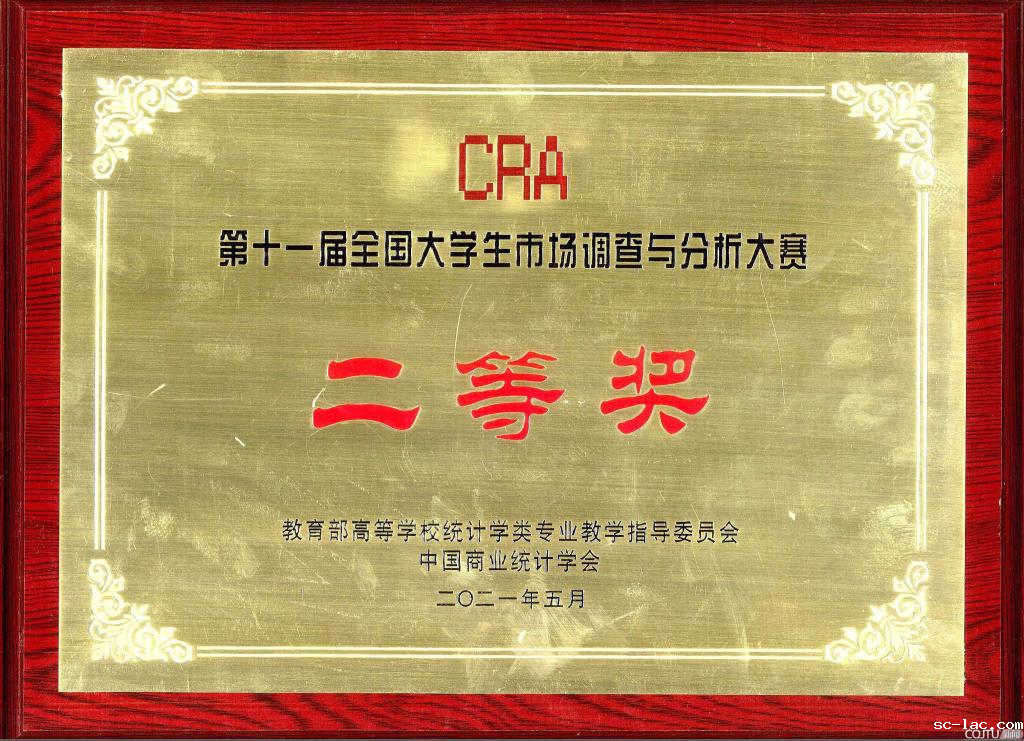 CRA
第十一届全国大学生市场调查与分析大赛
二等奖
教育部高等学校统计学类专业教学指导委员会
中国商业统计学会
二〇二一年五月
sc-lac.com
CQJTU